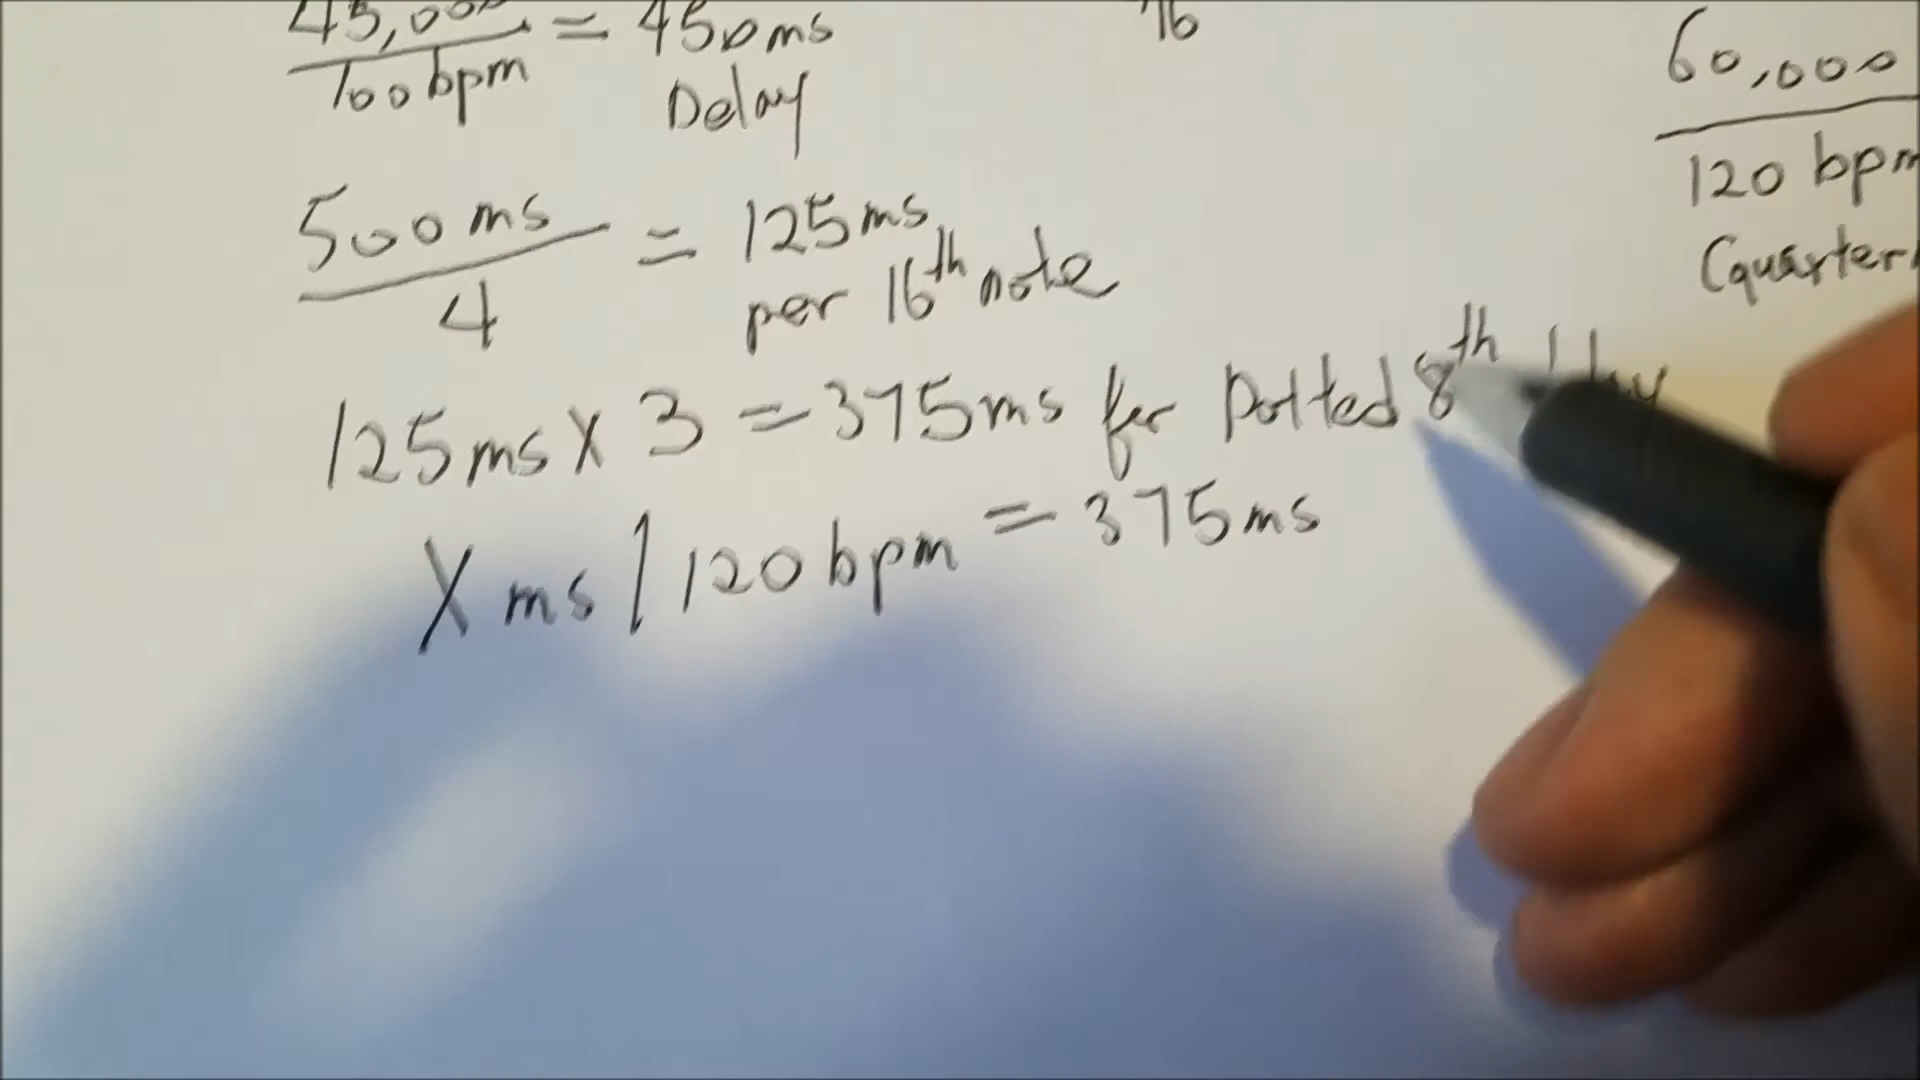 45,000 = 450ms
100bpm Delay
16
60,000
120 bpm
(quarter
500ms = 125ms
4 per 16th note
125ms X 3 = 375ms for Dotted 8th
X ms / 120 bpm = 375ms